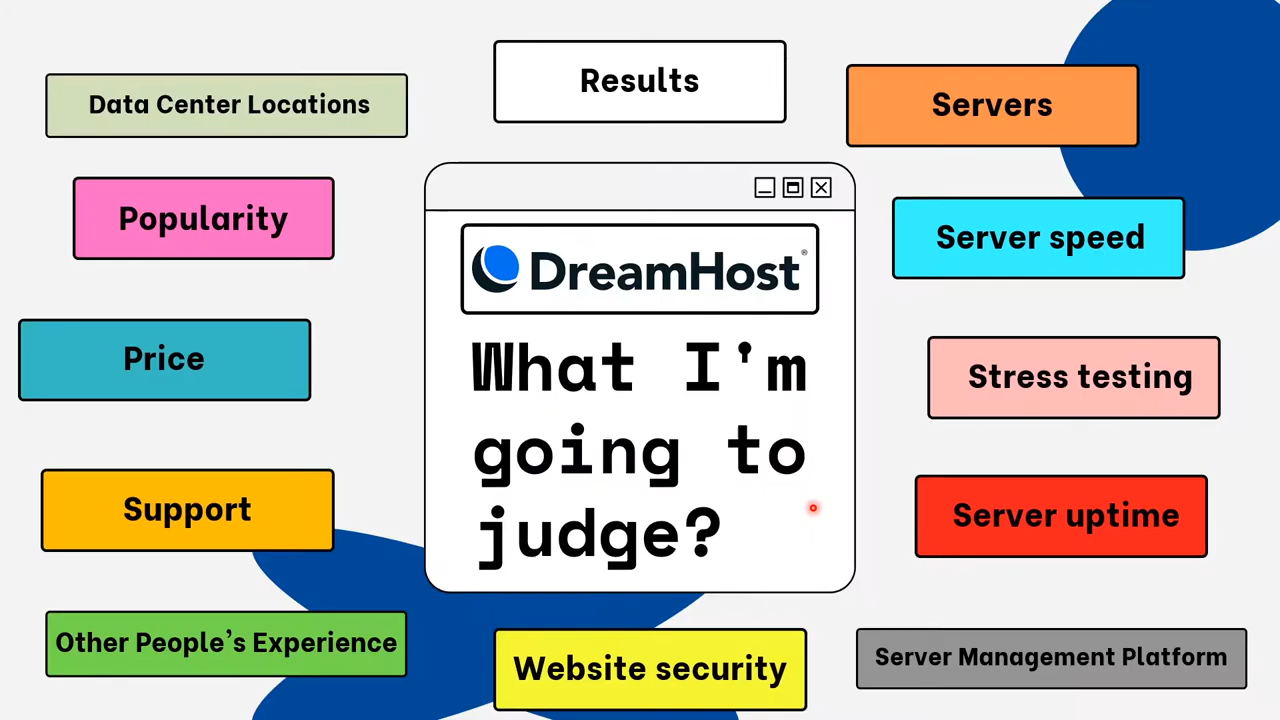 Results
Data Center Locations
Servers
Popularity
Server speed
DreamHost®
Price
What I'm
going to
judge?
Stress testing
Support
Server uptime
Other People's Experience
Website security
Server Management Platform